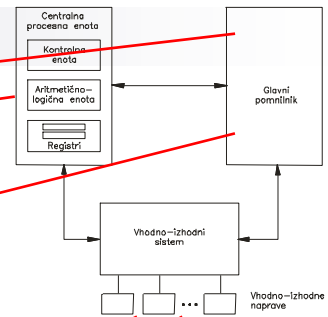 Centralna
procesna enota
Kontrolna
enota
Aritmetično-
logična enota
Registri
Glavni
pomnilnik
Vhodno-izhodni
sistem
Vhodno-izhodne
naprave